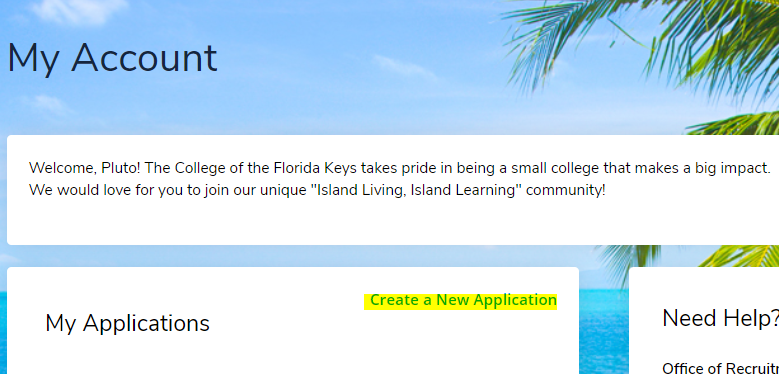 My Account
Welcome, Pluto! The College of the Florida Keys takes pride in being a small college that makes a big impact.
We would love for you to join our unique "Island Living, Island Learning" community!
Create a New Application
My Applications
Need Help?
Office of